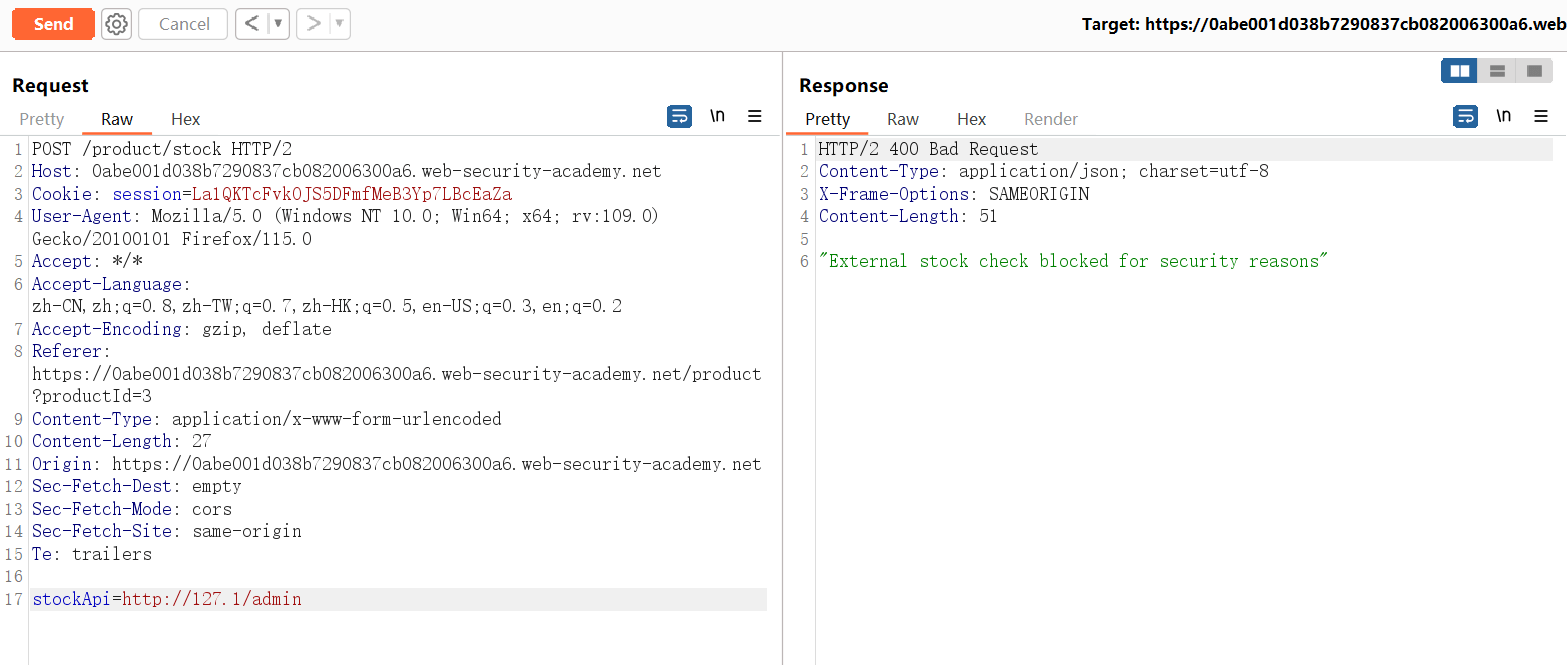 Send
Cancel
Target: https://0abe001d038b7290837cb082006300a6.web
Request
Pretty Raw Hex
\n
1 POST /product/stock HTTP/2
2 Host: 0abe001d038b7290837cb082006300a6.web-security-academy.net
3 Cookie: session=La1QKTcFvkOJS5DFmfMeB3Yp7LBcEaZa
4 User-Agent: Mozilla/5.0 (Windows NT 10.0; Win64; x64; rv:109.0)
Gecko/20100101 Firefox/115.0
5 Accept: */*
6 Accept-Language:
zh-CN,zh;q=0.8,zh-TW;q=0.7,zh-HK;q=0.5,en-US;q=0.3,en;q=0.2
7 Accept-Encoding: gzip, deflate
8 Referer:
https://0abe001d038b7290837cb082006300a6.web-security-academy.net/product
?productId=3
9 Content-Type: application/x-www-form-urlencoded
10 Content-Length: 27
11 Origin: https://0abe001d038b7290837cb082006300a6.web-security-academy.net
12 Sec-Fetch-Dest: empty
13 Sec-Fetch-Mode: cors
14 Sec-Fetch-Site: same-origin
15 Te: trailers
16
17 stockApi=http://127.1/admin
Response
Pretty Raw Hex Render
\n
1 HTTP/2 400 Bad Request
2 Content-Type: application/json; charset=utf-8
3 X-Frame-Options: SAMEORIGIN
4 Content-Length: 51
5
6 "External stock check blocked for security reasons"